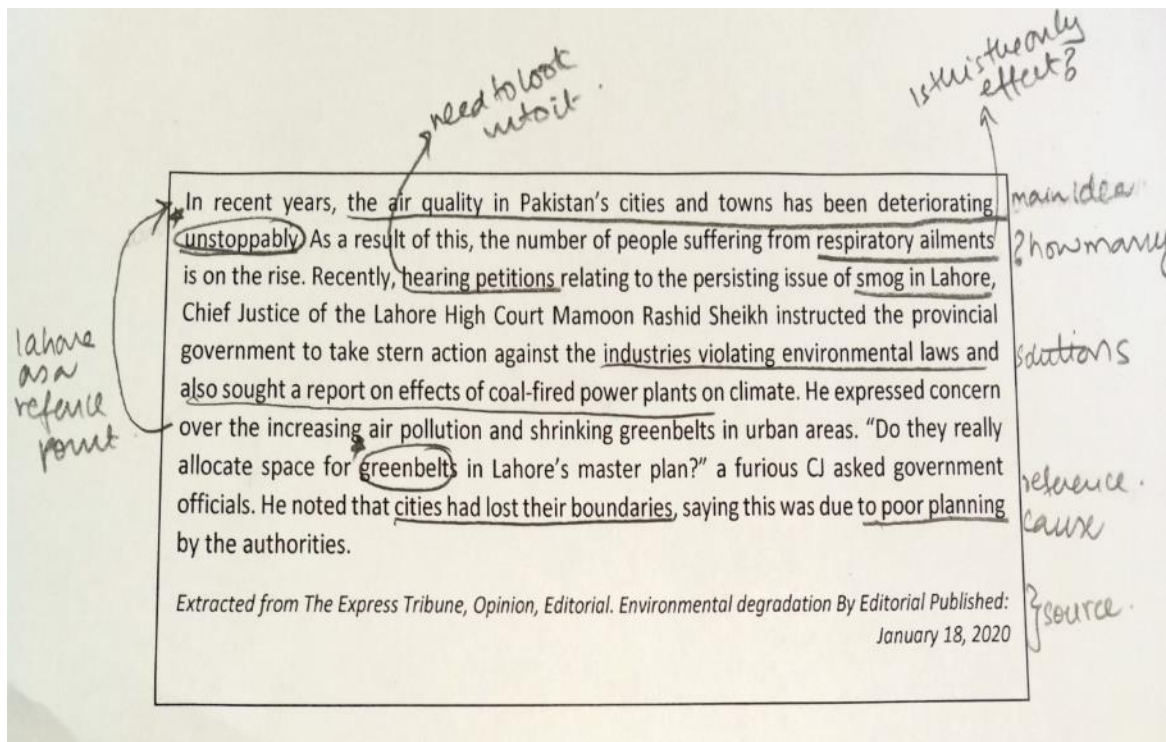 need to look
into it.
Is this the only
effect?
In recent years, the air quality in Pakistan's cities and towns has been deteriorating
main idea
unstoppably. As a result of this, the number of people suffering from respiratory ailments
? how many
is on the rise. Recently, hearing petitions relating to the persisting issue of smog in Lahore,
Chief Justice of the Lahore High Court Mamoon Rashid Sheikh instructed the provincial
government to take stern action against the industries violating environmental laws and
solutions
also sought a report on effects of coal-fired power plants on climate. He expressed concern
over the increasing air pollution and shrinking greenbelts in urban areas. "Do they really
lahore
as a
refence
point
allocate space for greenbelts in Lahore's master plan?" a furious CJ asked government
reference.
officials. He noted that cities had lost their boundaries, saying this was due to poor planning
cause
by the authorities.
Extracted from The Express Tribune, Opinion, Editorial. Environmental degradation By Editorial Published:
January 18, 2020
} source.